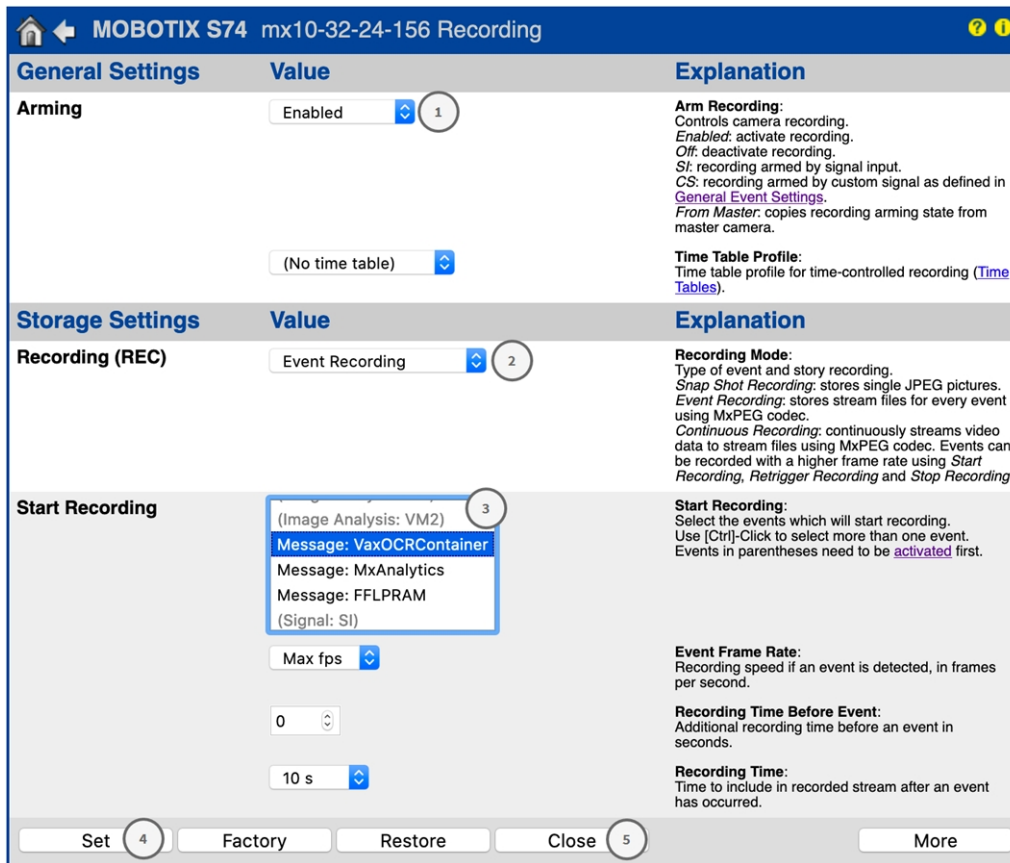 MOBOTIX S74 mx10-32-24-156 Recording ? i
General Settings Value Explanation
Arming
Enabled 1
Arm Recording:
Controls camera recording.
Enabled: activate recording.
Off: deactivate recording.
SI: recording armed by signal input.
CS: recording armed by custom signal as defined in
General Event Settings.
From Master: copies recording arming state from
master camera.
(No time table)
Time Table Profile:
Time table profile for time-controlled recording (Time
Tables).
Storage Settings Value Explanation
Recording (REC)
Event Recording 2
Recording Mode:
Type of event and story recording.
Snap Shot Recording: stores single JPEG pictures.
Event Recording: stores stream files for every event
using MxPEG codec.
Continuous Recording: continuously streams video
data to stream files using MxPEG codec. Events can
be recorded with a higher frame rate using Start
Recording, Retrigger Recording and Stop Recording
Start Recording
3
(Image Analysis: VM2)
Message: VaxOCRContainer
Message: MxAnalytics
Message: FFLPRAM
(Signal: SI)
Start Recording:
Select the events which will start recording.
Use [Ctrl]-Click to select more than one event.
Events in parentheses need to be activated first.
Max fps
Event Frame Rate:
Recording speed if an event is detected, in frames
per second.
0
Recording Time Before Event:
Additional recording time before an event in
seconds.
10 s
Recording Time:
Time to include in recorded stream after an event
has occurred.
Set 4 Factory Restore Close 5 More